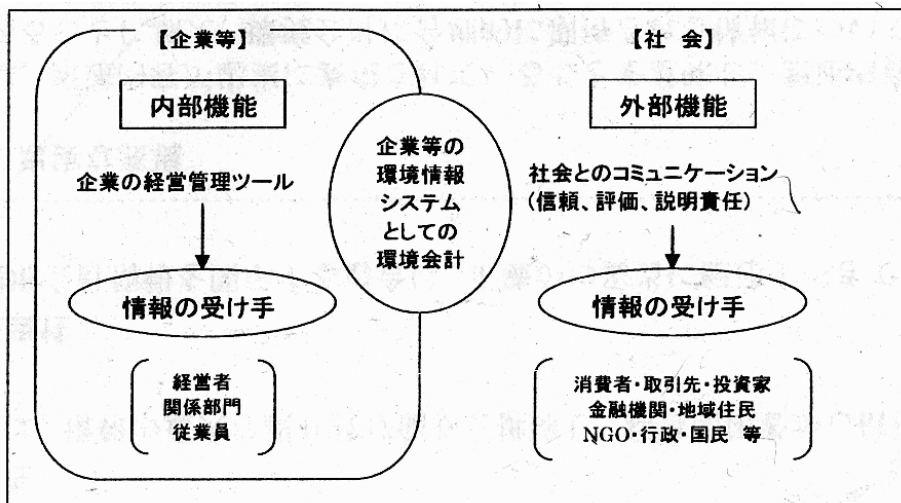 【企業等】
内部機能
企業の経営管理ツール
情報の受け手
経営者
関係部門
従業員
企業等の
環境情報
システム
としての
環境会計
【社 会】
外部機能
社会とのコミュニケーション
(信頼、評価、説明責任)
情報の受け手
消費者・取引先・投資家
金融機関・地域住民
NGO・行政・国民 等